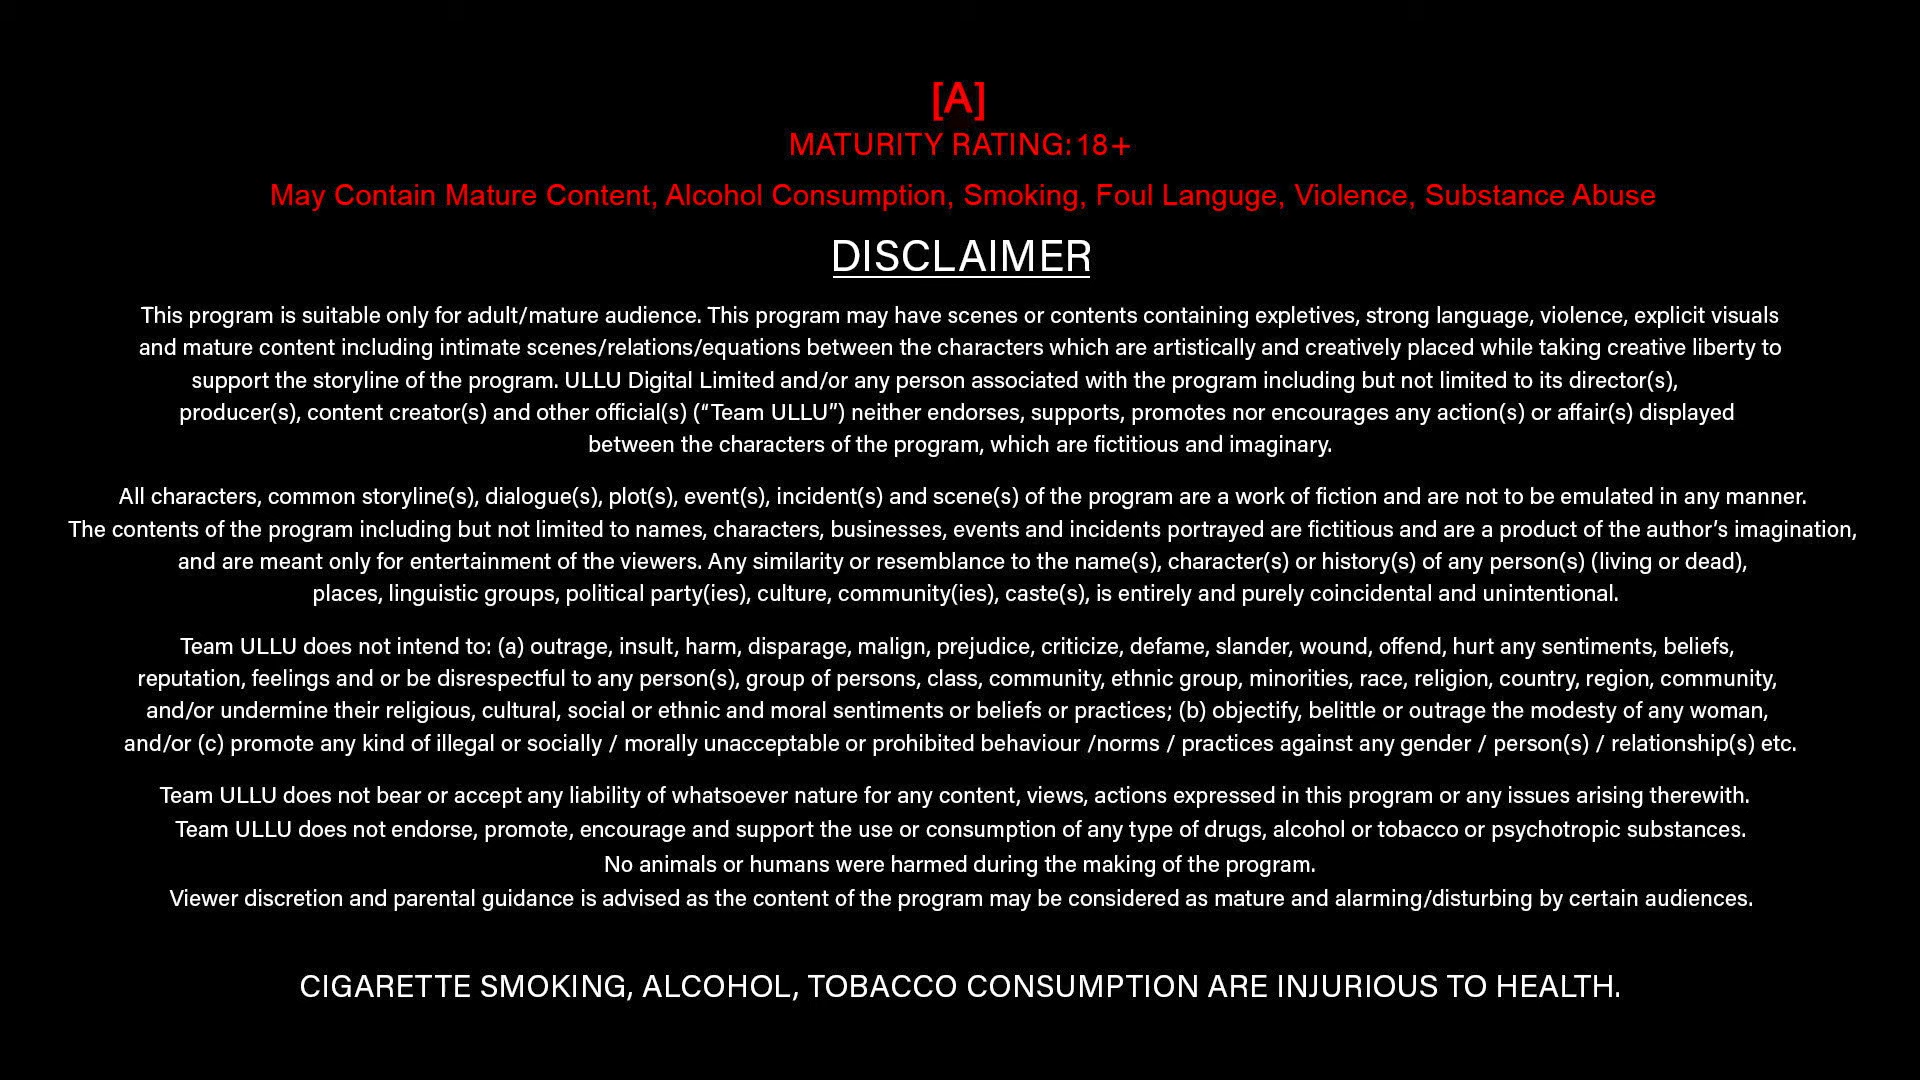 [A]
MATURITY RATING:18+
May Contain Mature Content, Alcohol Consumption, Smoking, Foul Languge, Violence, Substance Abuse
DISCLAIMER
This program is suitable only for adult/mature audience. This program may have scenes or contents containing expletives, strong language, violence, explicit visuals
and mature content including intimate scenes/relations/equations between the characters which are artistically and creatively placed while taking creative liberty to
support the storyline of the program. ULLU Digital Limited and/or any person associated with the program including but not limited to its director(s),
producer(s), content creator(s) and other official(s) (“Team ULLU”) neither endorses, supports, promotes nor encourages any action(s) or affair(s) displayed
between the characters of the program, which are fictitious and imaginary.
All characters, common storyline(s), dialogue(s), plot(s), event(s), incident(s) and scene(s) of the program are a work of fiction and are not to be emulated in any manner.
The contents of the program including but not limited to names, characters, businesses, events and incidents portrayed are fictitious and are a product of the author’s imagination,
and are meant only for entertainment of the viewers. Any similarity or resemblance to the name(s), character(s) or history(s) of any person(s) (living or dead),
places, linguistic groups, political party(ies), culture, community(ies), caste(s), is entirely and purely coincidental and unintentional.
Team ULLU does not intend to: (a) outrage, insult, harm, disparage, malign, prejudice, criticize, defame, slander, wound, offend, hurt any sentiments, beliefs,
reputation, feelings and or be disrespectful to any person(s), group of persons, class, community, ethnic group, minorities, race, religion, country, region, community,
and/or undermine their religious, cultural, social or ethnic and moral sentiments or beliefs or practices; (b) objectify, belittle or outrage the modesty of any woman,
and/or (c) promote any kind of illegal or socially / morally unacceptable or prohibited behaviour /norms / practices against any gender / person(s) / relationship(s) etc.
Team ULLU does not bear or accept any liability of whatsoever nature for any content, views, actions expressed in this program or any issues arising therewith.
Team ULLU does not endorse, promote, encourage and support the use or consumption of any type of drugs, alcohol or tobacco or psychotropic substances.
No animals or humans were harmed during the making of the program.
Viewer discretion and parental guidance is advised as the content of the program may be considered as mature and alarming/disturbing by certain audiences.
CIGARETTE SMOKING, ALCOHOL, TOBACCO CONSUMPTION ARE INJURIOUS TO HEALTH.